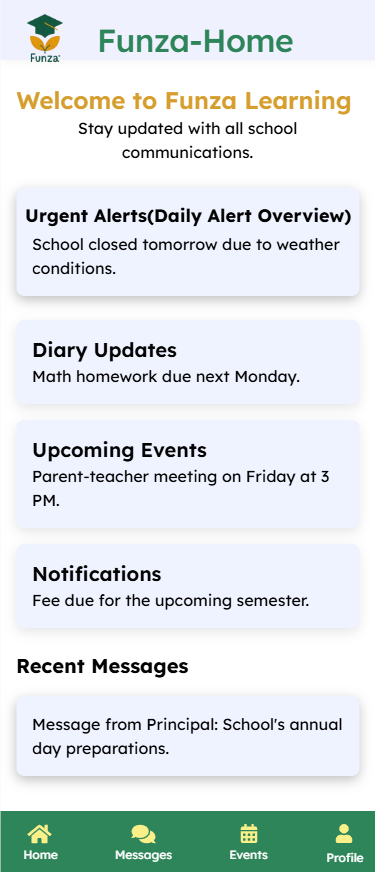 Funza
Funza-Home
Welcome to Funza Learning
Stay updated with all school
communications.
Urgent Alerts(Daily Alert Overview)
School closed tomorrow due to weather
conditions.
Diary Updates
Math homework due next Monday.
Upcoming Events
Parent-teacher meeting on Friday at 3
PM.
Notifications
Fee due for the upcoming semester.
Recent Messages
Message from Principal: School's annual
day preparations.
Home
Messages
Events
Profile